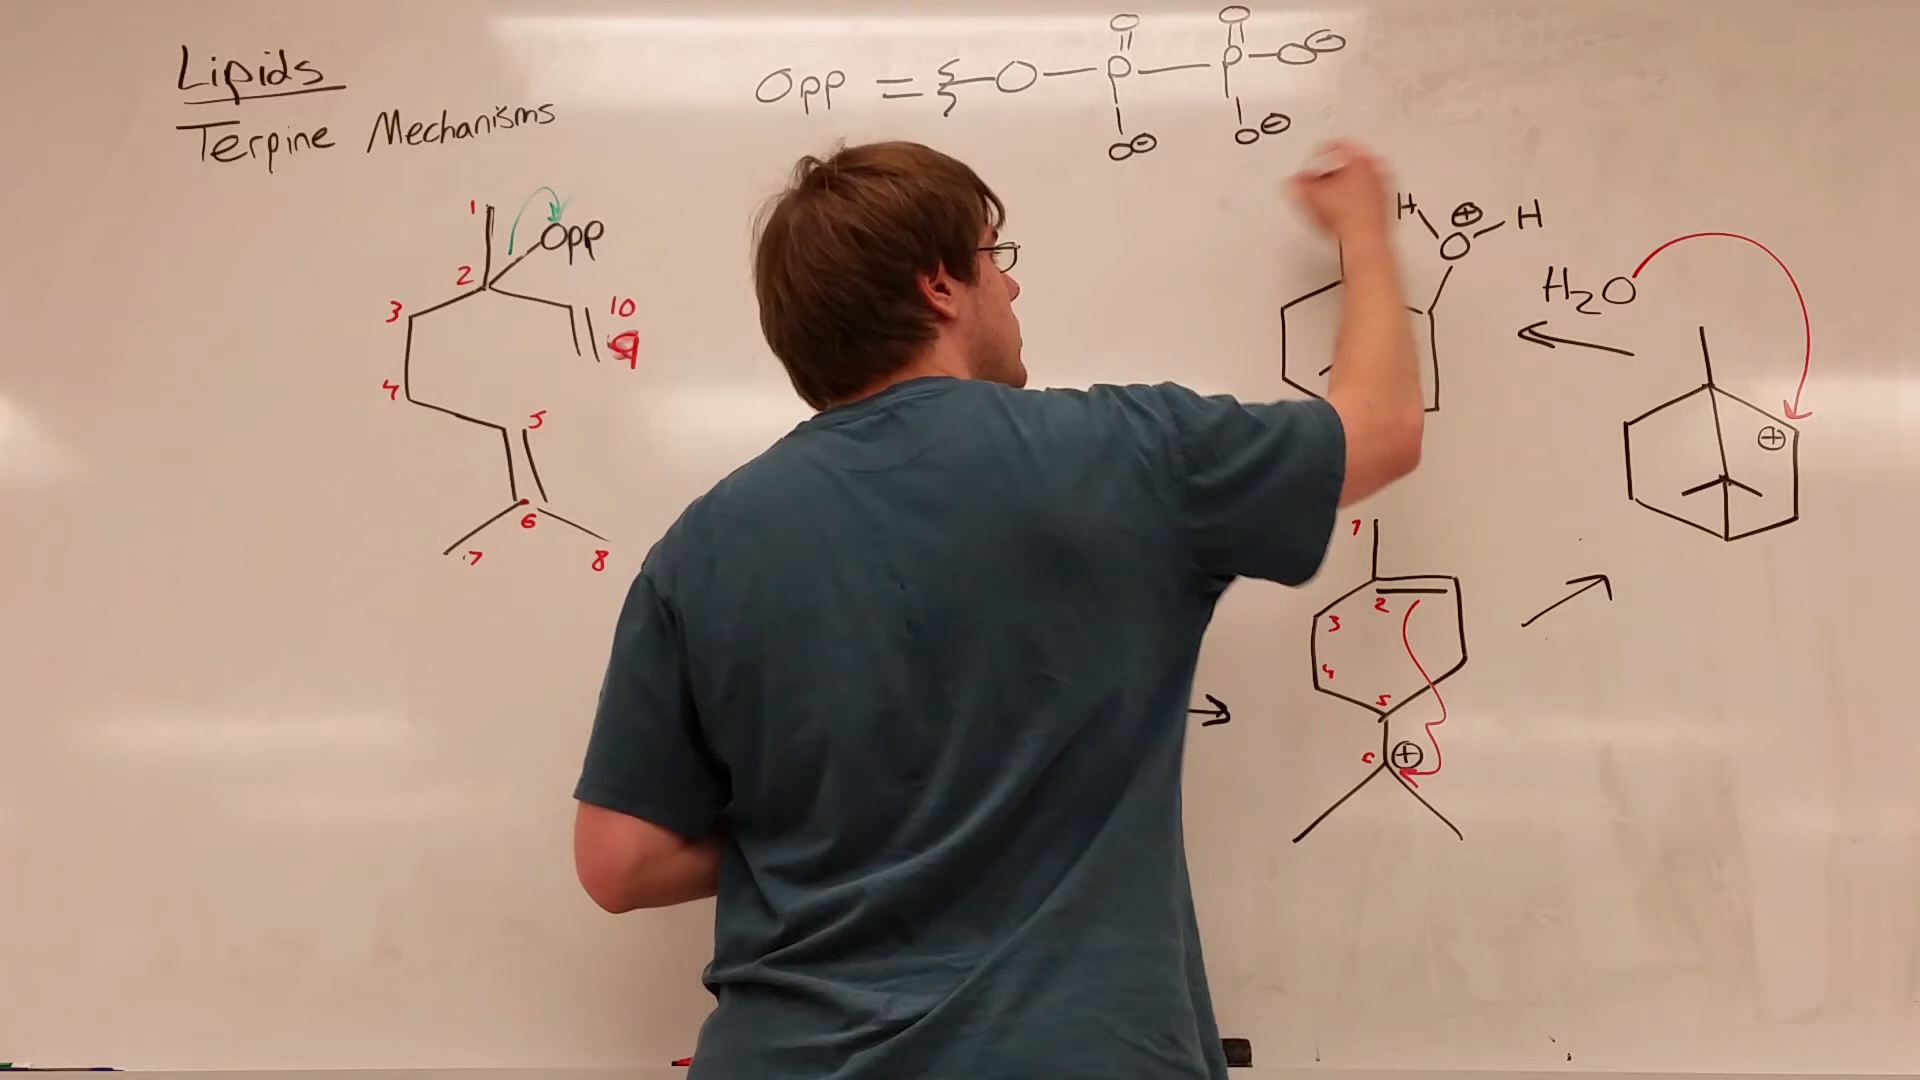 Lipids
Terpine Mechanisms
Opp = O P P O⊖
O O
O⊖ O⊖
1 Opp
2
3 10
9
4
5
6
7 8
H O⊕ H
H2O
⊕
1
2
3
4
5
⊕